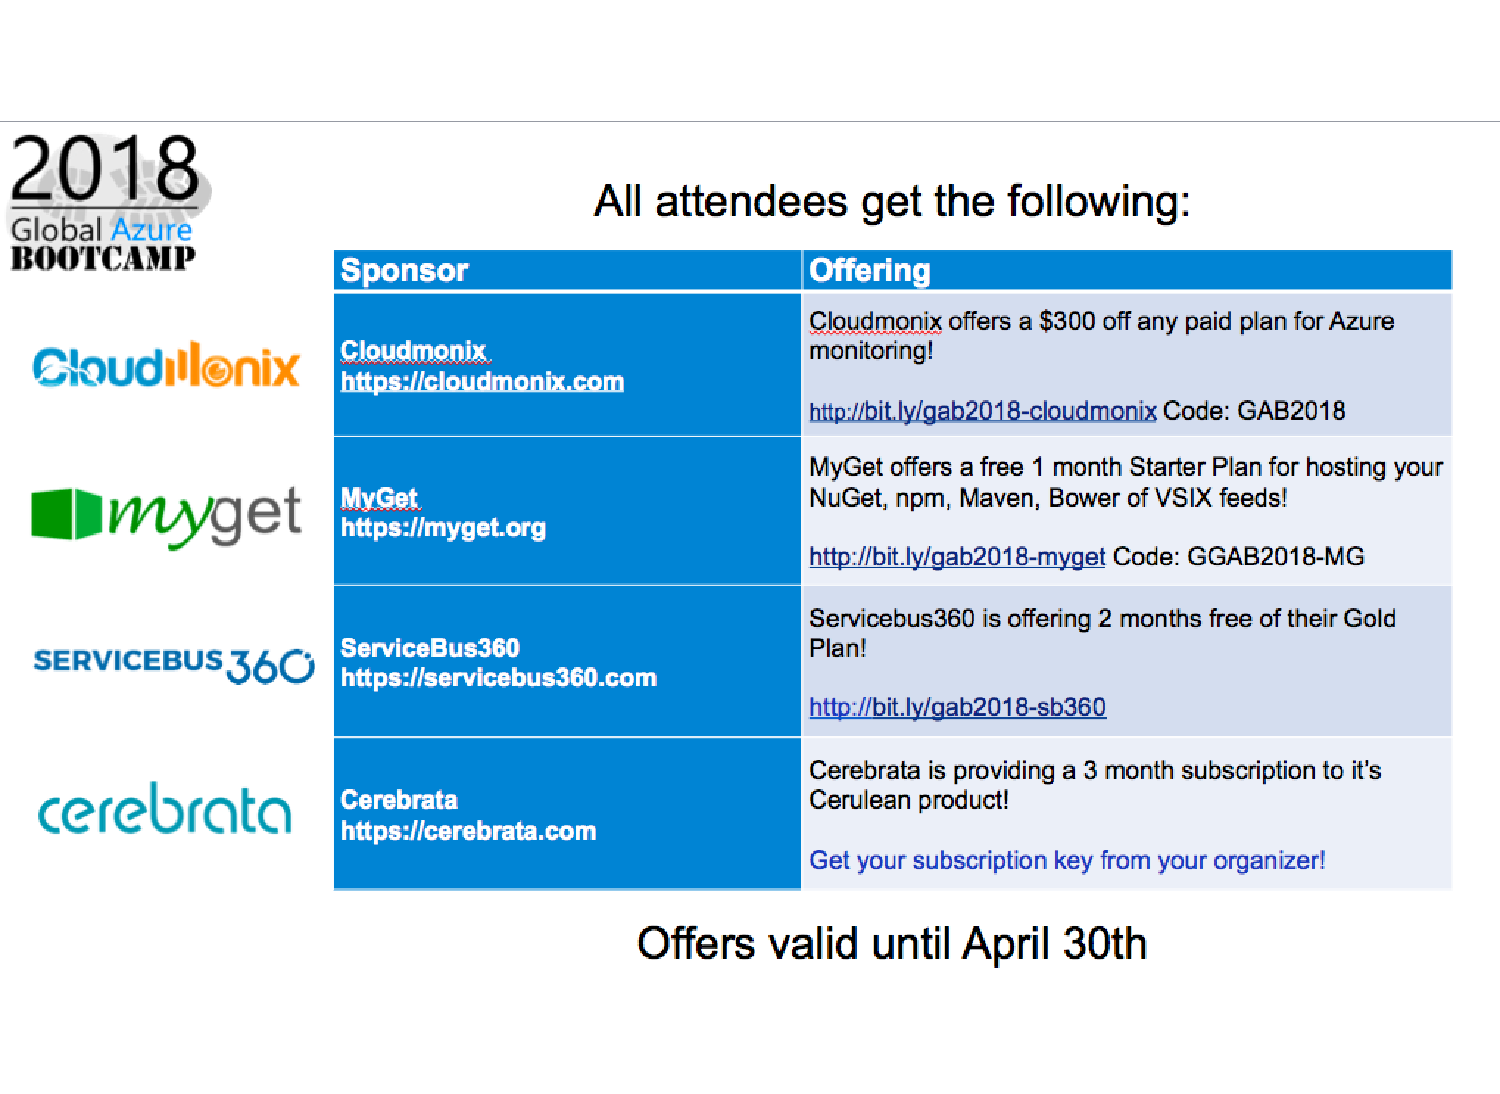 2018
Global Azure
BOOTCAMP
All attendees get the following:
Sponsor
Offering
CloudMonix
Cloudmonix
https://cloudmonix.com
Cloudmonix offers a $300 off any paid plan for Azure
monitoring!
http://bit.ly/gab2018-cloudmonix Code: GAB2018
myget
MyGet
https://myget.org
MyGet offers a free 1 month Starter Plan for hosting your
NuGet, npm, Maven, Bower of VSIX feeds!
http://bit.ly/gab2018-myget Code: GGAB2018-MG
SERVICEBUS360
ServiceBus360
https://servicebus360.com
Servicebus360 is offering 2 months free of their Gold
Plan!
http://bit.ly/gab2018-sb360
cerebrata
Cerebrata
https://cerebrata.com
Cerebrata is providing a 3 month subscription to it's
Cerulean product!
Get your subscription key from your organizer!
Offers valid until April 30th